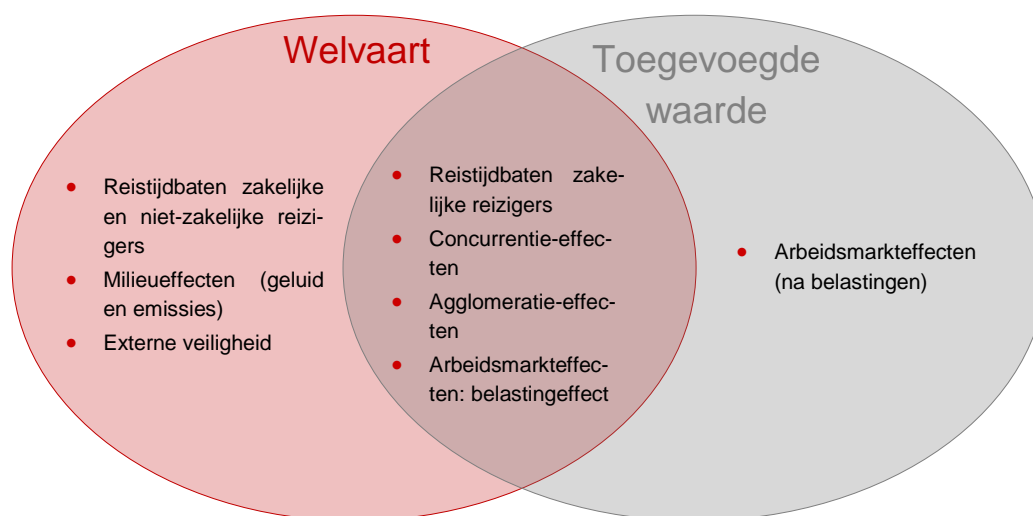 Welvaart
Toegevoegde
waarde
• Reistijdbaten zakelijke
en niet-zakelijke reizi-
gers
• Milieueffecten (geluid
en emissies)
• Externe veiligheid
• Reistijdbaten zake-
lijke reizigers
• Concurrentie-effec-
ten
• Agglomeratie-effec-
ten
• Arbeidsmarkteffec-
ten: belastingeffect
• Arbeidsmarkteffecten
(na belastingen)